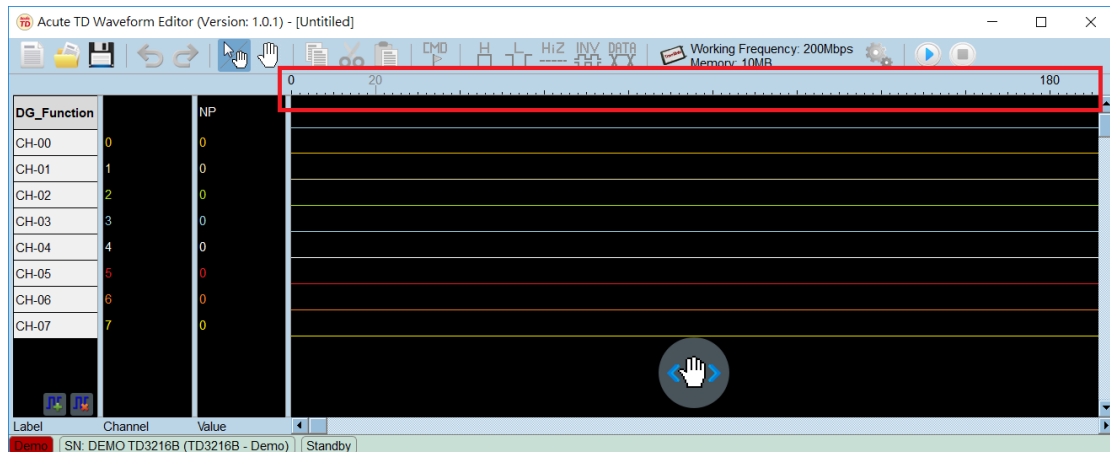 Acute TD Waveform Editor (Version: 1.0.1) - [Untitiled]
CMD H L HiZ INV DATA Working Frequency: 200Mbps
Memory: 10MB
0 20 180
DG_Function NP
CH-00 0 0
CH-01 1 0
CH-02 2 0
CH-03 3 0
CH-04 4 0
CH-05 5 0
CH-06 6 0
CH-07 7 0
Label Channel Value
Demo SN: DEMO TD3216B (TD3216B - Demo) Standby